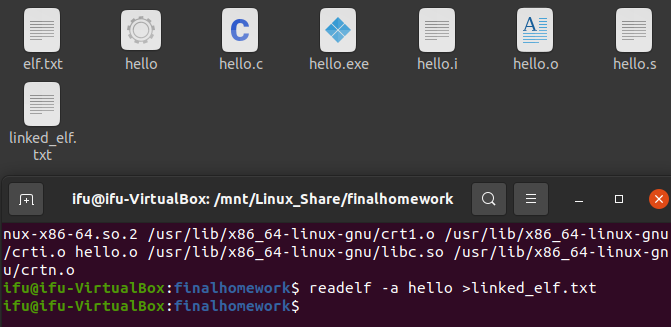 elf.txt
hello
hello.c
hello.exe
hello.i
hello.o
hello.s
linked_elf.
txt
ifu@ifu-VirtualBox: /mnt/Linux_Share/finalhomework
nux-x86-64.so.2 /usr/lib/x86_64-linux-gnu/crt1.o /usr/lib/x86_64-linux-gnu
/crti.o hello.o /usr/lib/x86_64-linux-gnu/libc.so /usr/lib/x86_64-linux-gn
u/crtn.o
ifu@ifu-VirtualBox:finalhomework$ readelf -a hello >linked_elf.txt
ifu@ifu-VirtualBox:finalhomework$